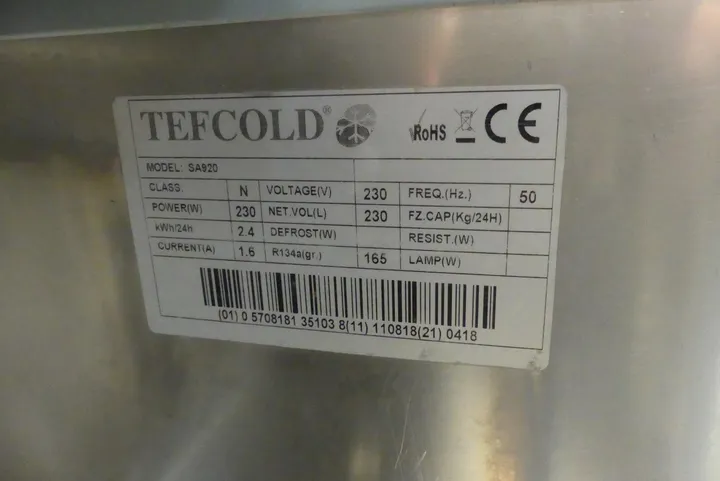 TEFCOLD® RoHS CE
MODEL: SA920
CLASS. N VOLTAGE(V) 230 FREQ.(Hz.) 50
POWER(W) 230 NET.VOL(L) 230 FZ.CAP(Kg/24H)
kWh/24h 2.4 DEFROST(W) RESIST.(W)
CURRENT(A) 1.6 R134a(gr.) 165 LAMP(W)
(01) 0 5708181 35103 8(11) 110818(21) 0418